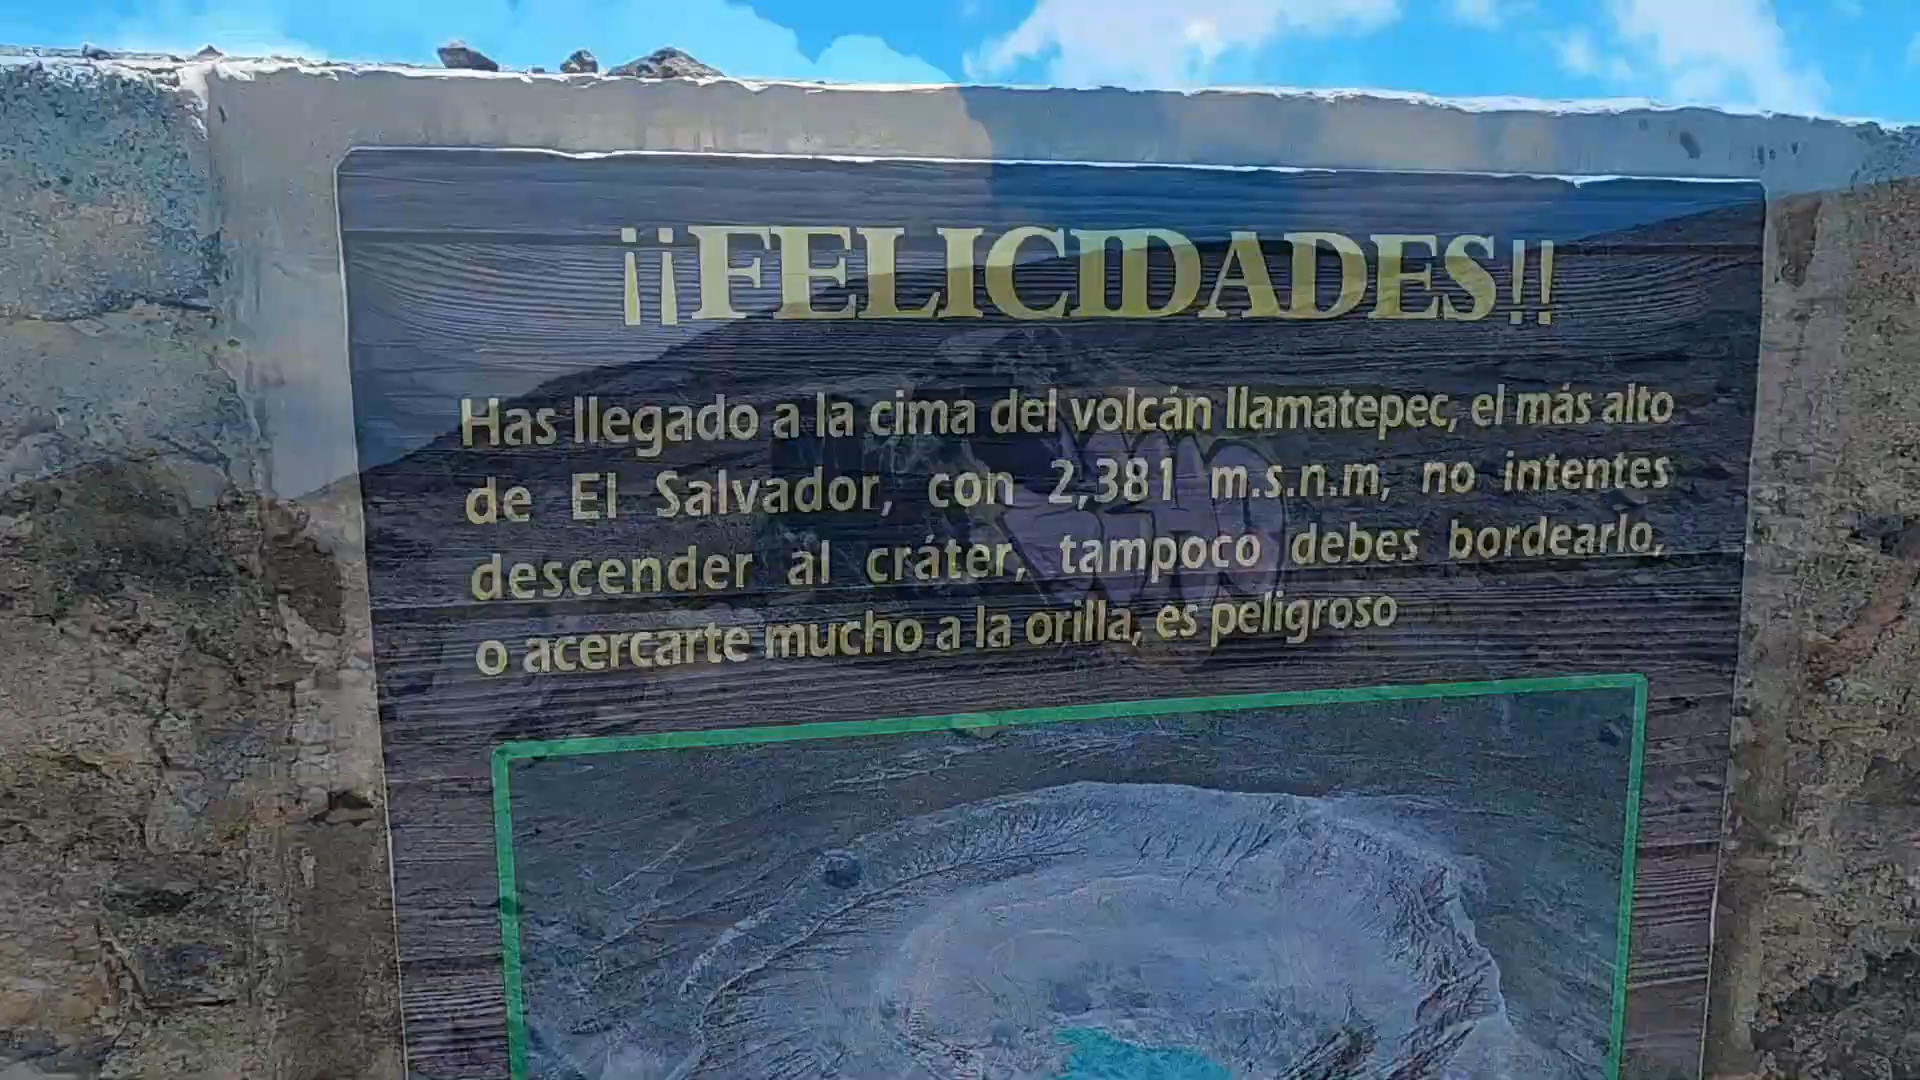 ¡¡FELICIDADES!!
Has llegado a la cima del volcán Ilamatepec, el más alto
de El Salvador, con 2,381 m.s.n.m, no intentes
descender al cráter, tampoco debes bordearlo,
o acercarte mucho a la orilla, es peligroso